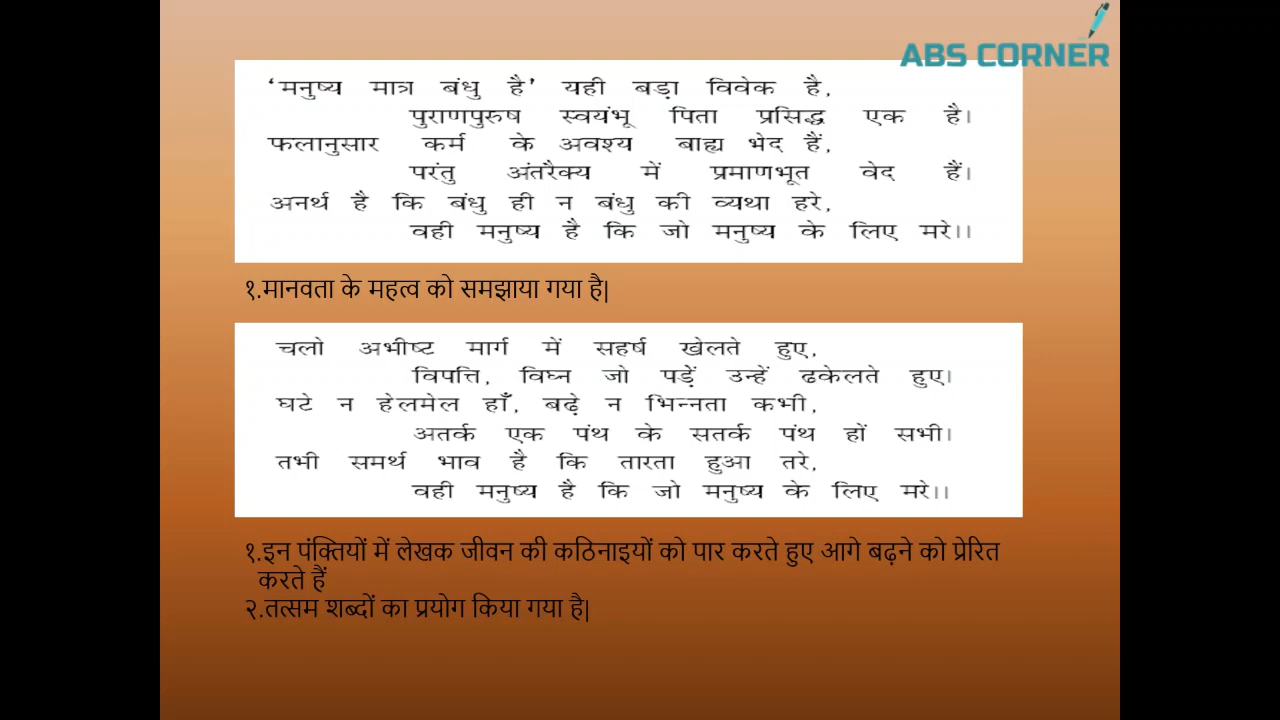 ABS CORNER
‘मनुष्य मात्र बंधु है’ यही बड़ा विवेक है,
पुराणपुरुष स्वयंभू पिता प्रसिद्ध एक है।
फलानुसार कर्म के अवश्य बाह्य भेद हैं,
परंतु अंतरैक्य में प्रमाणभूत वेद हैं।
अनर्थ है कि बंधु ही न बंधु की व्यथा हरे,
वही मनुष्य है कि जो मनुष्य के लिए मरे।।
१.मानवता के महत्व को समझाया गया है|
चलो अभीष्ट मार्ग में सहर्ष खेलते हुए,
विपत्ति, विघ्न जो पड़ें उन्हें ढकेलते हुए।
घटे न हेलमेल हाँ, बढ़े न भिन्नता कभी,
अतर्क एक पंथ के सतर्क पंथ हों सभी।
तभी समर्थ भाव है कि तारता हुआ तरे,
वही मनुष्य है कि जो मनुष्य के लिए मरे।।
१.इन पंक्तियों में लेखक जीवन की कठिनाइयों को पार करते हुए आगे बढ़ने को प्रेरित
करते हैं
२.तत्सम शब्दों का प्रयोग किया गया है|